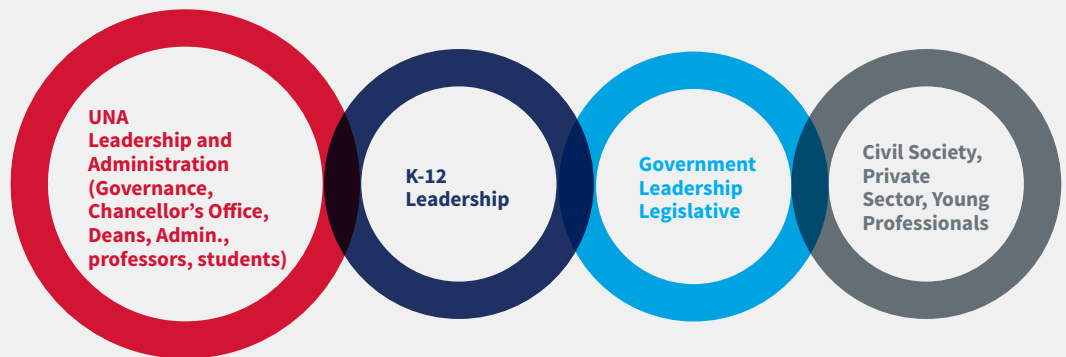 UNA
Leadership and
Administration
(Governance,
Chancellor’s Office,
Deans, Admin.,
professors, students)
K-12
Leadership
Government
Leadership
Legislative
Civil Society,
Private
Sector, Young
Professionals